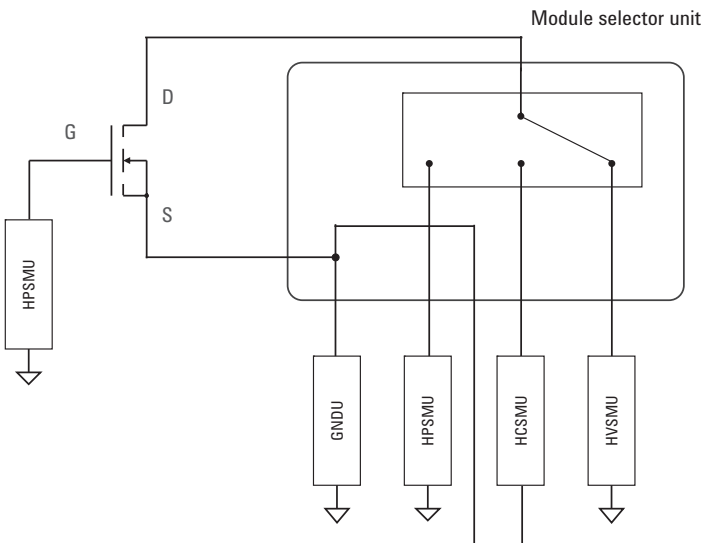 Module selector unit
D
G
S
HPSMU
GNDU
HPSMU
HCSMU
HVSMU